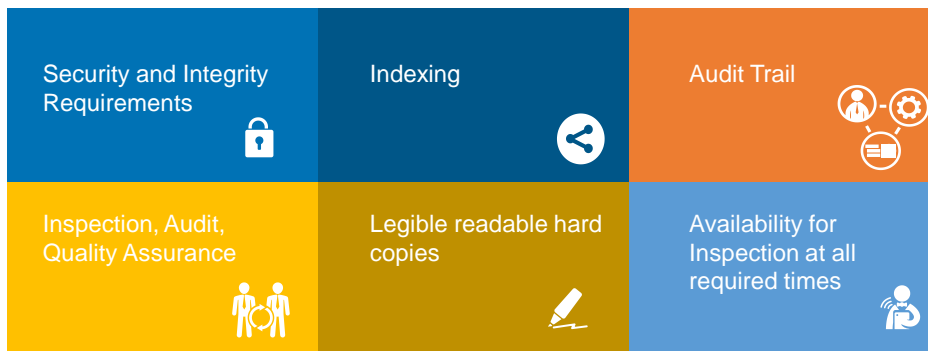 Security and Integrity
Requirements
Indexing
Audit Trail
Inspection, Audit,
Quality Assurance
Legible readable hard
copies
Availability for
Inspection at all
required times